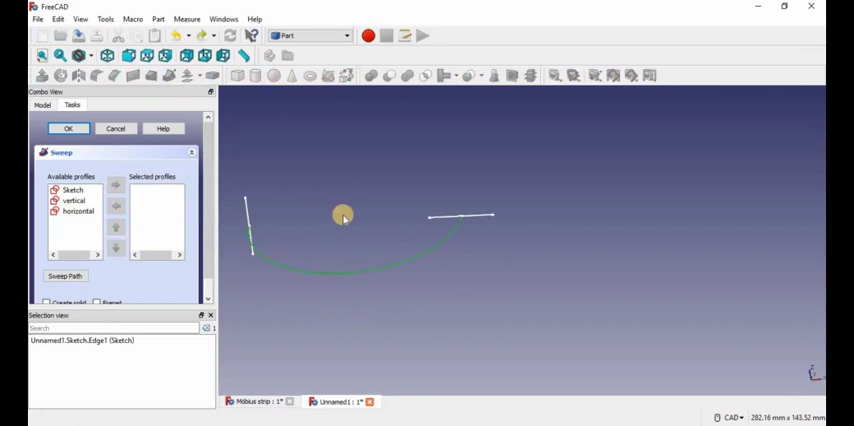 FreeCAD
File Edit View Tools Macro Part Measure Windows Help
Part
Combo View
Model Tasks
OK Cancel Help
Sweep
Available profiles Selected profiles
Sketch
vertical
horizontal
Sweep Path
Create solid Frenet
Selection view
Search 1
Unnamed1.Sketch.Edge1 (Sketch)
Möbius strip : 1* Unnamed1 : 1*
CAD 282.16 mm x 143.52 mm